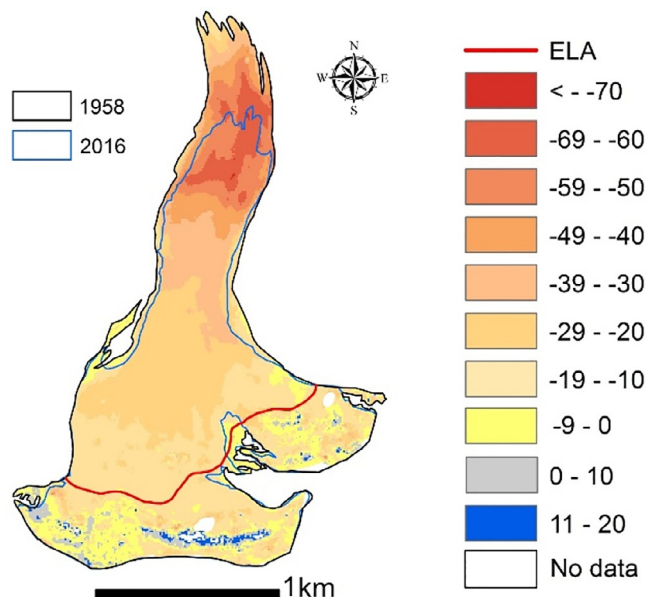 N
W E
S
1958
2016
ELA
< - -70
-69 - -60
-59 - -50
-49 - -40
-39 - -30
-29 - -20
-19 - -10
-9 - 0
0 - 10
11 - 20
No data
1km